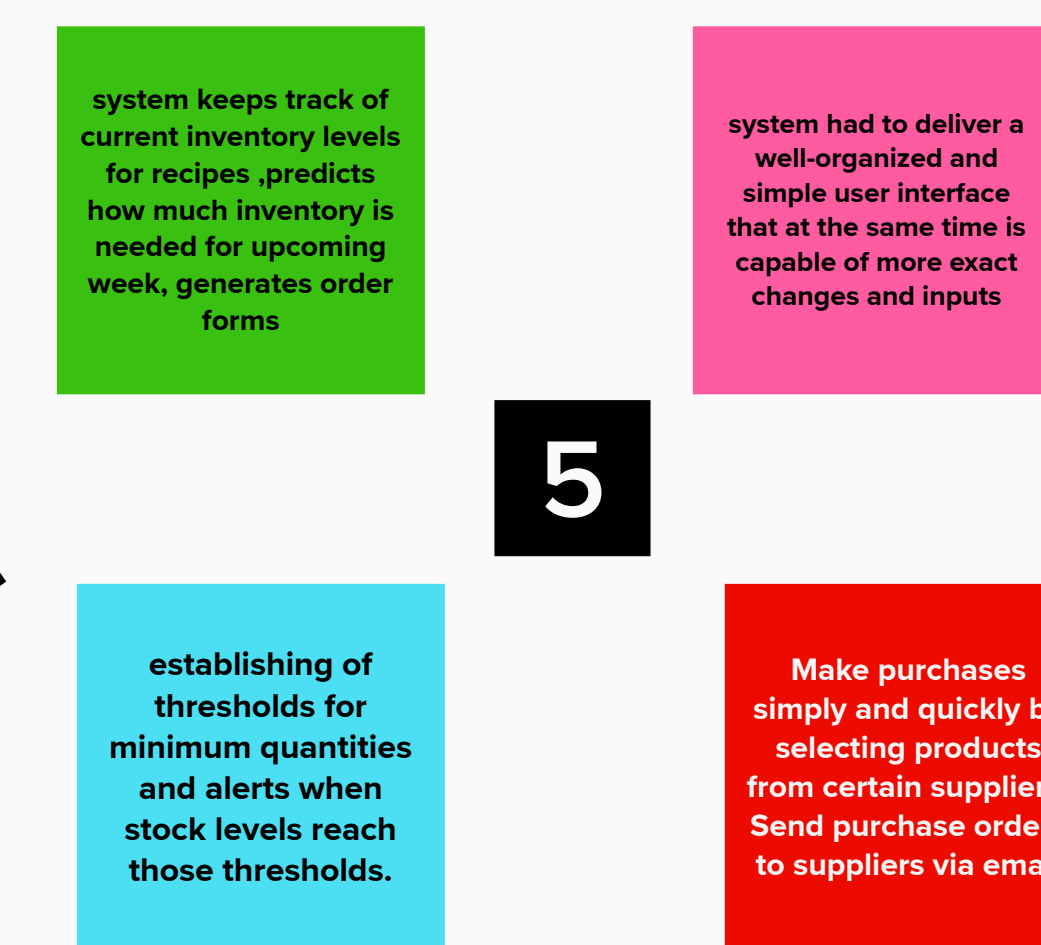 system keeps track of
current inventory levels
for recipes ,predicts
how much inventory is
needed for upcoming
week, generates order
forms
system had to deliver a
well-organized and
simple user interface
that at the same time is
capable of more exact
changes and inputs
5
establishing of
thresholds for
minimum quantities
and alerts when
stock levels reach
those thresholds.
Make purchases
simply and quickly
selecting products
from certain
Send purchase
to suppliers via